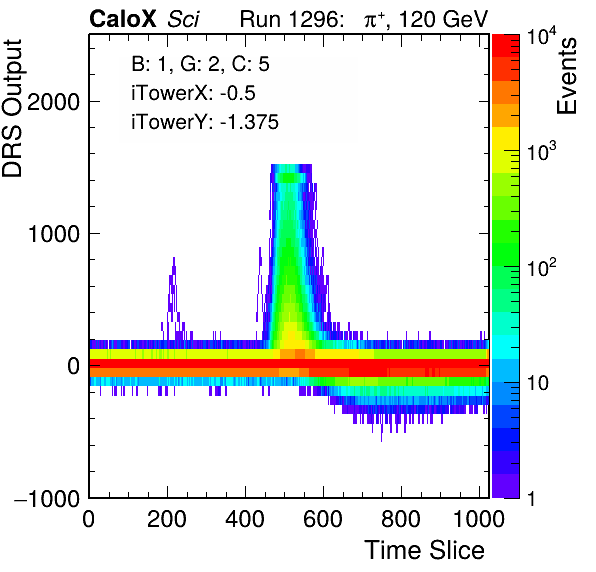 CaloX Sci Run 1296: π⁺, 120 GeV
DRS Output
Events
B: 1, G: 2, C: 5
iTowerX: -0.5
iTowerY: -1.375
2000
1000
0
−1000
0 200 400 600 800 1000
Time Slice
10⁴
10³
10²
10
1